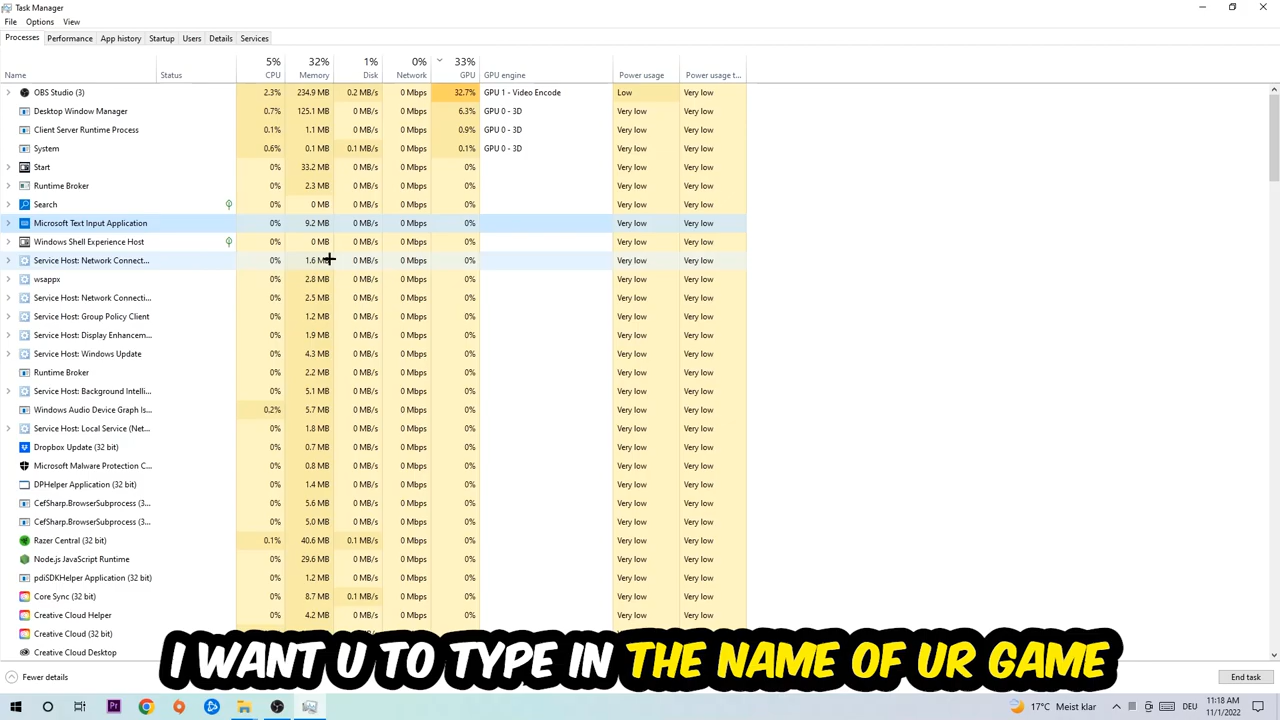 Task Manager
File Options View
Processes Performance App history Startup Users Details Services
5% 32% 1% 0% 33%
Name Status CPU Memory Disk Network GPU GPU engine Power usage Power usage t...
OBS Studio (3) 2.3% 234.9 MB 0.2 MB/s 0 Mbps 32.7% GPU 1 - Video Encode Low Very low
Desktop Window Manager 0.7% 125.1 MB 0 MB/s 0 Mbps 6.3% GPU 0 - 3D Very low Very low
Client Server Runtime Process 0.1% 1.1 MB 0 MB/s 0 Mbps 0.9% GPU 0 - 3D Very low Very low
System 0.6% 0.1 MB 0.1 MB/s 0 Mbps 0.1% GPU 0 - 3D Very low Very low
Start 0% 33.2 MB 0 MB/s 0 Mbps 0% Very low Very low
Runtime Broker 0% 2.3 MB 0 MB/s 0 Mbps 0% Very low Very low
Search 0% 0 MB 0 MB/s 0 Mbps 0% Very low Very low
Microsoft Text Input Application 0% 9.2 MB 0 MB/s 0 Mbps 0% Very low Very low
Windows Shell Experience Host 0% 0 MB 0 MB/s 0 Mbps 0% Very low Very low
Service Host: Network Connect... 0% 1.6 MB 0 MB/s 0 Mbps 0% Very low Very low
wsappx 0% 2.8 MB 0 MB/s 0 Mbps 0% Very low Very low
Service Host: Network Connecti... 0% 2.5 MB 0 MB/s 0 Mbps 0% Very low Very low
Service Host: Group Policy Client 0% 1.2 MB 0 MB/s 0 Mbps 0% Very low Very low
Service Host: Display Enhancem... 0% 1.9 MB 0 MB/s 0 Mbps 0% Very low Very low
Service Host: Windows Update 0% 4.3 MB 0 MB/s 0 Mbps 0% Very low Very low
Runtime Broker 0% 2.2 MB 0 MB/s 0 Mbps 0% Very low Very low
Service Host: Background Intelli... 0% 5.1 MB 0 MB/s 0 Mbps 0% Very low Very low
Windows Audio Device Graph Is... 0.2% 5.7 MB 0 MB/s 0 Mbps 0% Very low Very low
Service Host: Local Service (Net... 0% 1.8 MB 0 MB/s 0 Mbps 0% Very low Very low
Dropbox Update (32 bit) 0% 0.7 MB 0 MB/s 0 Mbps 0% Very low Very low
Microsoft Malware Protection C... 0% 0.8 MB 0 MB/s 0 Mbps 0% Very low Very low
DPHelper Application (32 bit) 0% 1.4 MB 0 MB/s 0 Mbps 0% Very low Very low
CefSharp.BrowserSubprocess (3... 0% 5.6 MB 0 MB/s 0 Mbps 0% Very low Very low
CefSharp.BrowserSubprocess (3... 0% 5.0 MB 0 MB/s 0 Mbps 0% Very low Very low
Razer Central (32 bit) 0.1% 40.6 MB 0.1 MB/s 0 Mbps 0% Very low Very low
Node.js JavaScript Runtime 0% 29.6 MB 0 MB/s 0 Mbps 0% Very low Very low
pdiSDKHelper Application (32 bit) 0% 1.2 MB 0 MB/s 0 Mbps 0% Very low Very low
Core Sync (32 bit) 0% 8.7 MB 0.1 MB/s 0 Mbps 0% Very low Very low
Creative Cloud Helper 0% 4.2 MB 0 MB/s 0 Mbps 0% Very low Very low
Creative Cloud (32 bit)
Creative Cloud Desktop
I WANT U TO TYPE IN THE NAME OF UR GAME
Fewer details End task
17°C Meist klar DEU 11:18 AM
11/1/2022